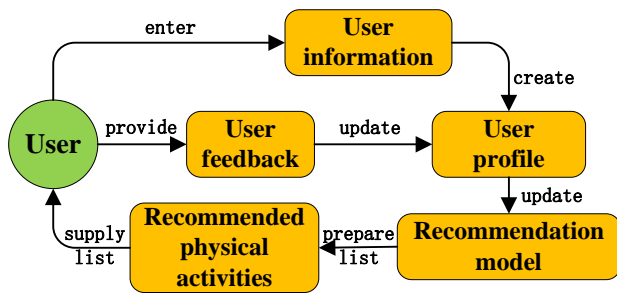 enter
User
information
create
User
provide
User
feedback
update
User
profile
update
supply
list
Recommended
physical
activities
prepare
list
Recommendation
model